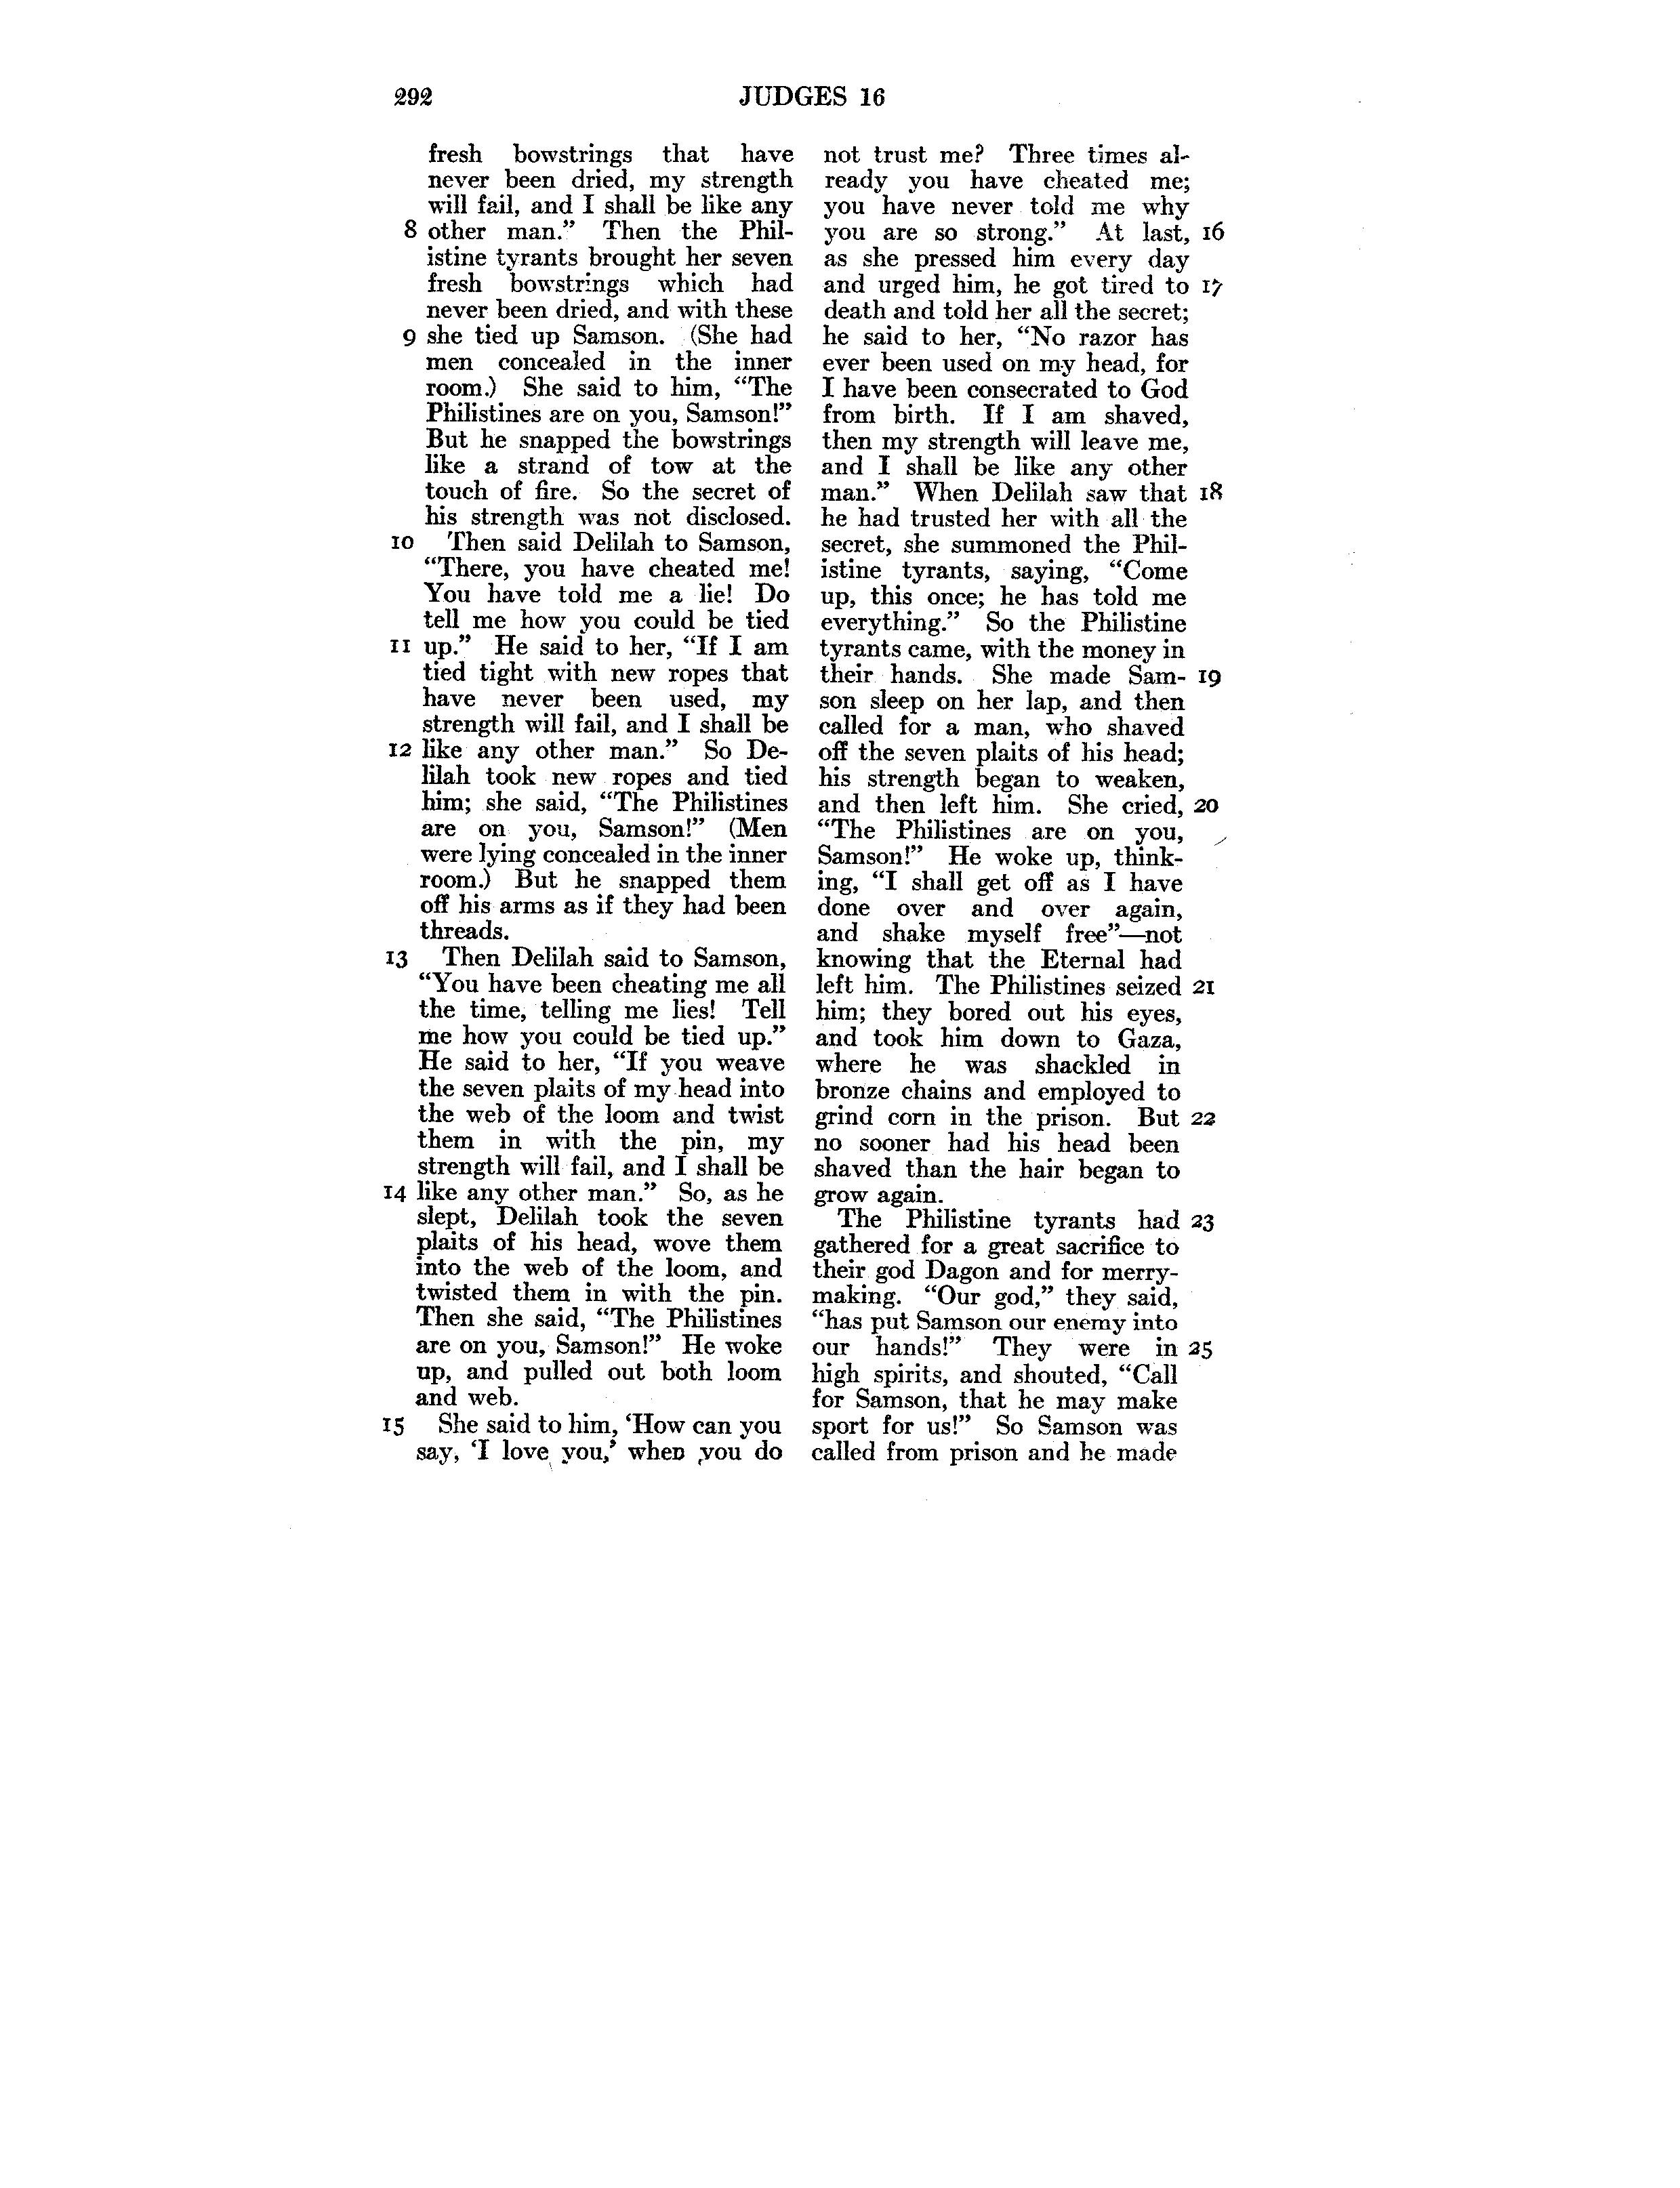 292
JUDGES 16
fresh bowstrings that have
never been dried, my strength
will fail, and I shall be like any
8 other man.” Then the Phil-
istine tyrants brought her seven
fresh bowstrings which had
never been dried, and with these
9 she tied up Samson. (She had
men concealed in the inner
room.) She said to him, “The
Philistines are on you, Samson!”
But he snapped the bowstrings
like a strand of tow at the
touch of fire. So the secret of
his strength was not disclosed.
10 Then said Delilah to Samson,
“There, you have cheated me!
You have told me a lie! Do
tell me how you could be tied
11 up.” He said to her, “If I am
tied tight with new ropes that
have never been used, my
strength will fail, and I shall be
12 like any other man.” So De-
lilah took new ropes and tied
him; she said, “The Philistines
are on you, Samson!” (Men
were lying concealed in the inner
room.) But he snapped them
off his arms as if they had been
threads.
13 Then Delilah said to Samson,
“You have been cheating me all
the time, telling me lies! Tell
me how you could be tied up.”
He said to her, “If you weave
the seven plaits of my head into
the web of the loom and twist
them in with the pin, my
strength will fail, and I shall be
14 like any other man.” So, as he
slept, Delilah took the seven
plaits of his head, wove them
into the web of the loom, and
twisted them in with the pin.
Then she said, “The Philistines
are on you, Samson!” He woke
up, and pulled out both loom
and web.
15 She said to him, ‘How can you
say, ‘I love you,’ when you do
not trust me? Three times al-
ready you have cheated me;
you have never told me why
you are so strong.” At last, 16
as she pressed him every day
and urged him, he got tired to 17
death and told her all the secret;
he said to her, “No razor has
ever been used on my head, for
I have been consecrated to God
from birth. If I am shaved,
then my strength will leave me,
and I shall be like any other
man.” When Delilah saw that 18
he had trusted her with all the
secret, she summoned the Phil-
istine tyrants, saying, “Come
up, this once; he has told me
everything.” So the Philistine
tyrants came, with the money in
their hands. She made Sam- 19
son sleep on her lap, and then
called for a man, who shaved
off the seven plaits of his head;
his strength began to weaken,
and then left him. She cried, 20
“The Philistines are on you,
Samson!” He woke up, think-
ing, “I shall get off as I have
done over and over again,
and shake myself free”—not
knowing that the Eternal had
left him. The Philistines seized 21
him; they bored out his eyes,
and took him down to Gaza,
where he was shackled in
bronze chains and employed to
grind corn in the prison. But 22
no sooner had his head been
shaved than the hair began to
grow again.
The Philistine tyrants had 23
gathered for a great sacrifice to
their god Dagon and for merry-
making. “Our god,” they said,
“has put Samson our enemy into
our hands!” They were in 25
high spirits, and shouted, “Call
for Samson, that he may make
sport for us!” So Samson was
called from prison and he made